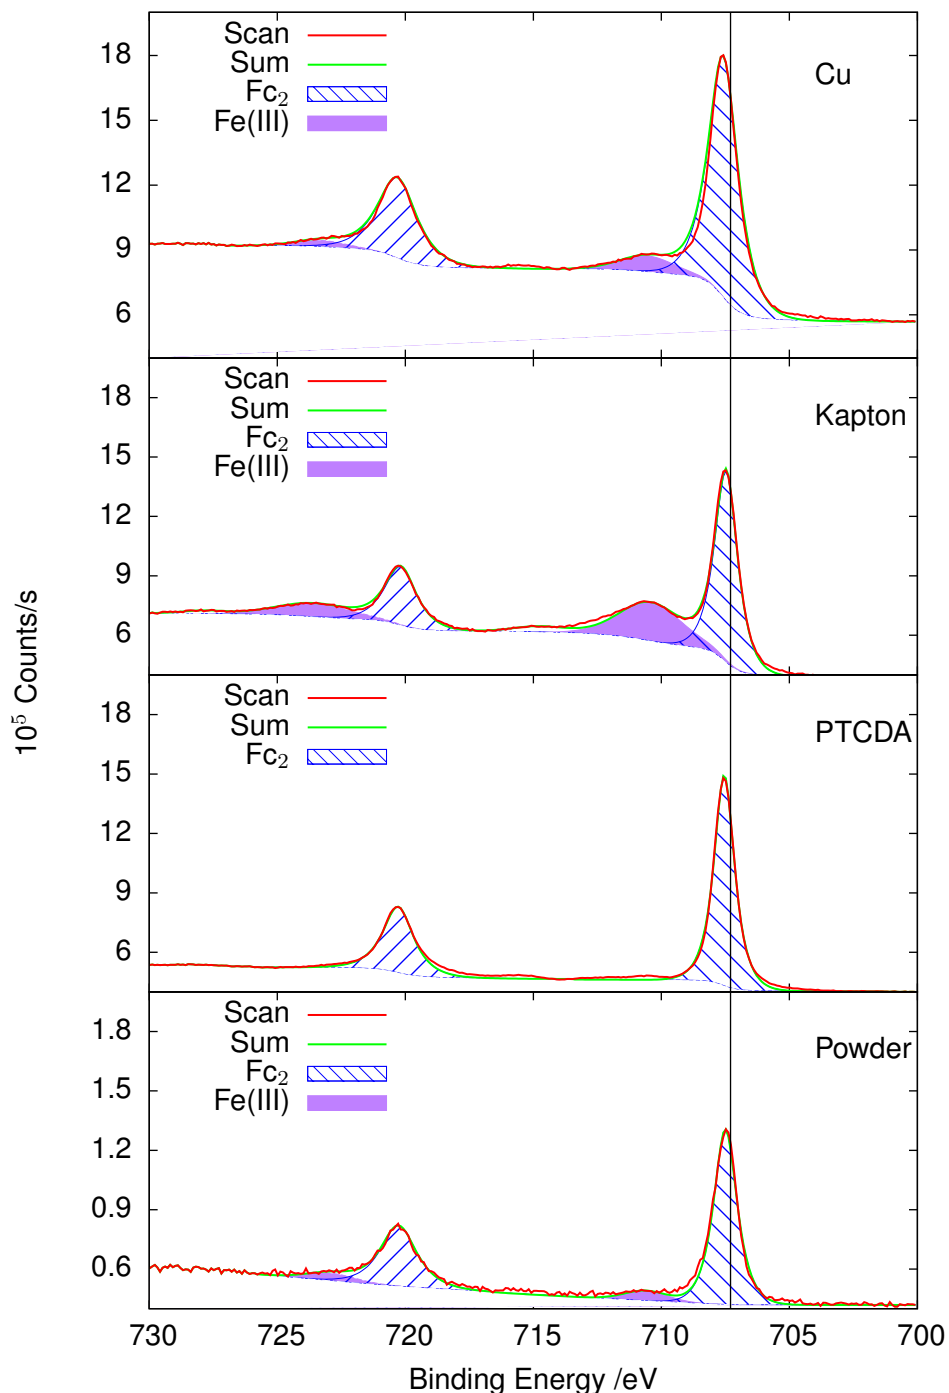 Scan
Sum
Fc₂
Fe(III)
Cu
18
15
12
9
6
Scan
Sum
Fc₂
Fe(III)
Kapton
18
15
12
9
6
10⁵ Counts/s
Scan
Sum
Fc₂
PTCDA
18
15
12
9
6
Scan
Sum
Fc₂
Fe(III)
Powder
1.8
1.5
1.2
0.9
0.6
730 725 720 715 710 705 700
Binding Energy /eV